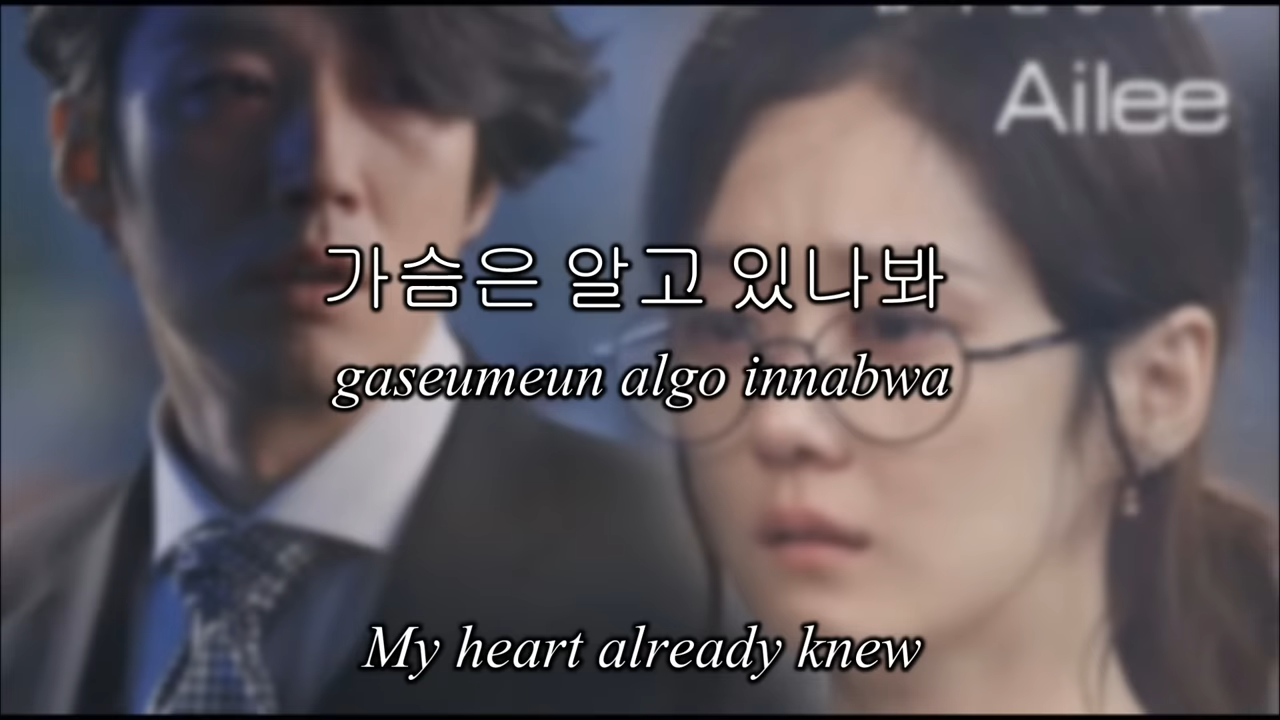 Ailee
가슴은 알고 있나봐
gaseumeun algo innabwa
My heart already knew